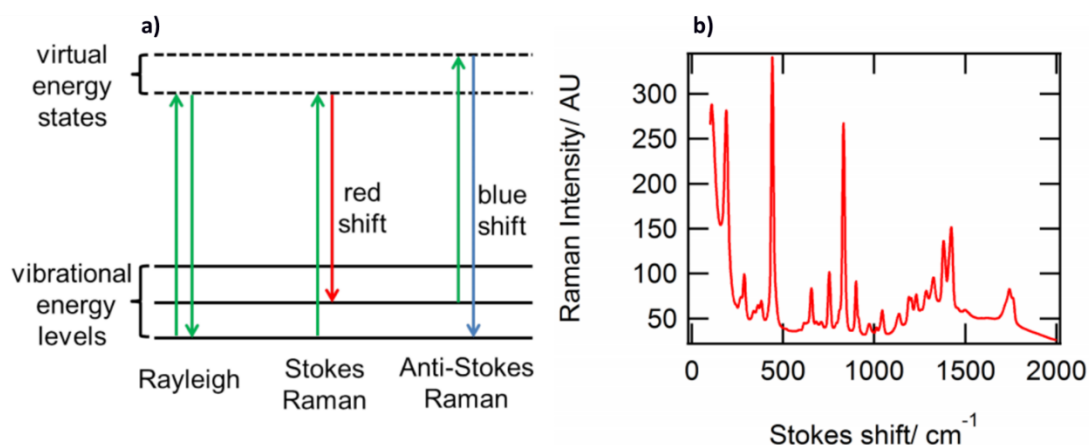 a)
virtual
energy
states
red
shift
blue
shift
vibrational
energy
levels
Rayleigh
Stokes
Raman
Anti-Stokes
Raman
b)
Raman Intensity/ AU
300
250
200
150
100
50
0 500 1000 1500 2000
Stokes shift/ cm⁻¹